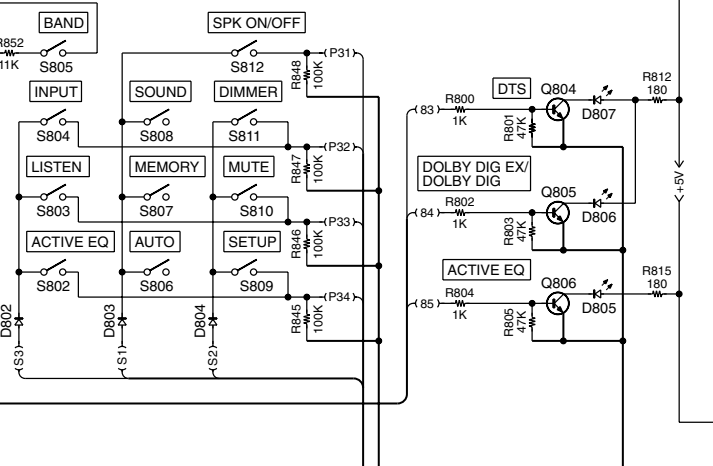 BAND
SPK ON/OFF
R852
11K
S805
S812
P31
R848
100K
INPUT
SOUND
DIMMER
S804
S808
S811
P32
R847
100K
LISTEN
MEMORY
MUTE
S803
S807
S810
P33
R846
100K
ACTIVE EQ
AUTO
SETUP
S802
S806
S809
P34
R845
100K
D802
D803
D804
S3
S1
S2
DTS
Q804
R812
180
83
R800
1K
R801
47K
D807
DOLBY DIG EX/
DOLBY DIG
Q805
+5V
84
R802
1K
R803
47K
D806
ACTIVE EQ
Q806
R815
180
85
R804
1K
R805
47K
D805